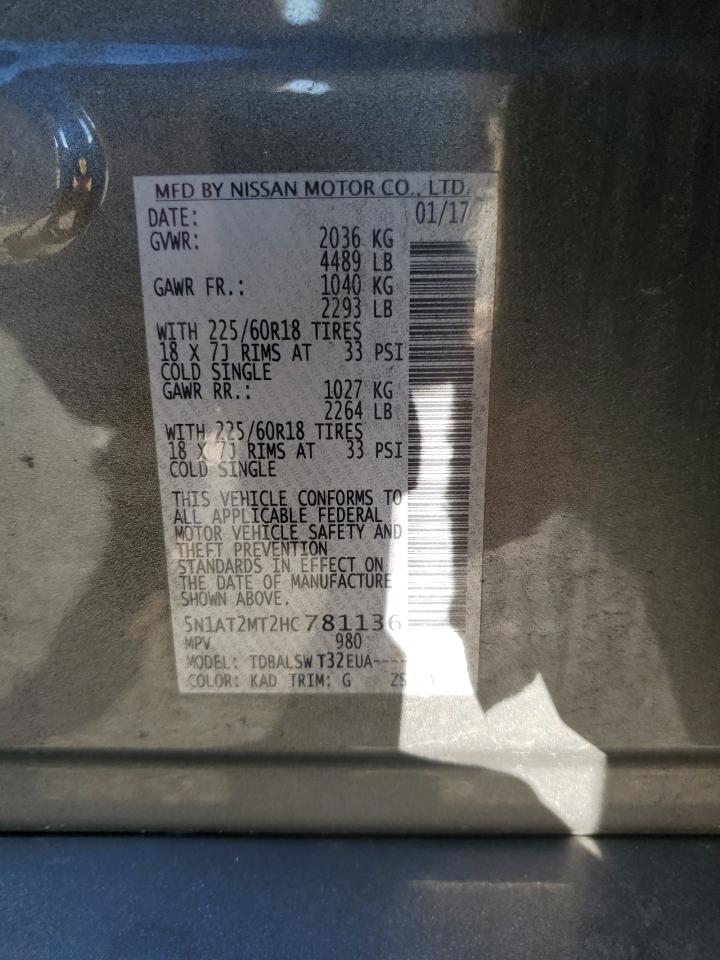 MFD BY NISSAN MOTOR CO., LTD.
DATE: 01/17
GVWR: 2036 KG
4489 LB
GAWR FR.: 1040 KG
2293 LB
WITH 225/60R18 TIRES
18 X 7J RIMS AT 33 PSI
COLD SINGLE
GAWR RR.: 1027 KG
2264 LB
WITH 225/60R18 TIRES
18 X 7J RIMS AT 33 PSI
COLD SINGLE
THIS VEHICLE CONFORMS TO
ALL APPLICABLE FEDERAL
MOTOR VEHICLE SAFETY AND
THEFT PREVENTION
STANDARDS IN EFFECT ON
THE DATE OF MANUFACTURE
SHOWN ABOVE.
5N1AT2MT2HC781136
MPV 980
MODEL: TDBALSW T32EUA----
COLOR: KAD TRIM: G